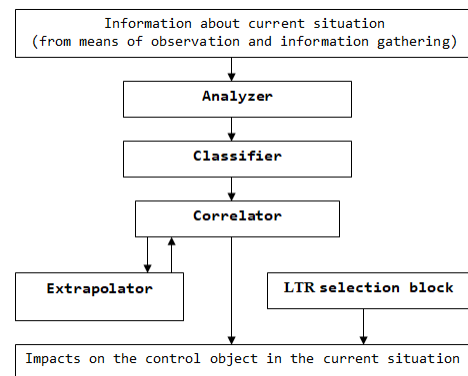 Information about current situation
(from means of observation and information gathering)
Analyzer
Classifier
Correlator
Extrapolator
LTR selection block
Impacts on the control object in the current situation